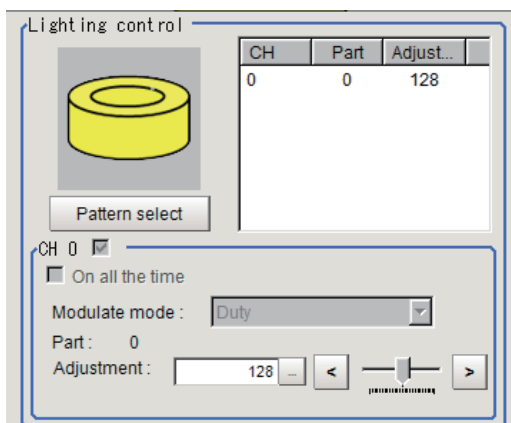 Lighting control
CH Part Adjust...
0 0 128
Pattern select
CH 0
On all the time
Modulate mode : Duty
Part : 0
Adjustment : 128 ... < >